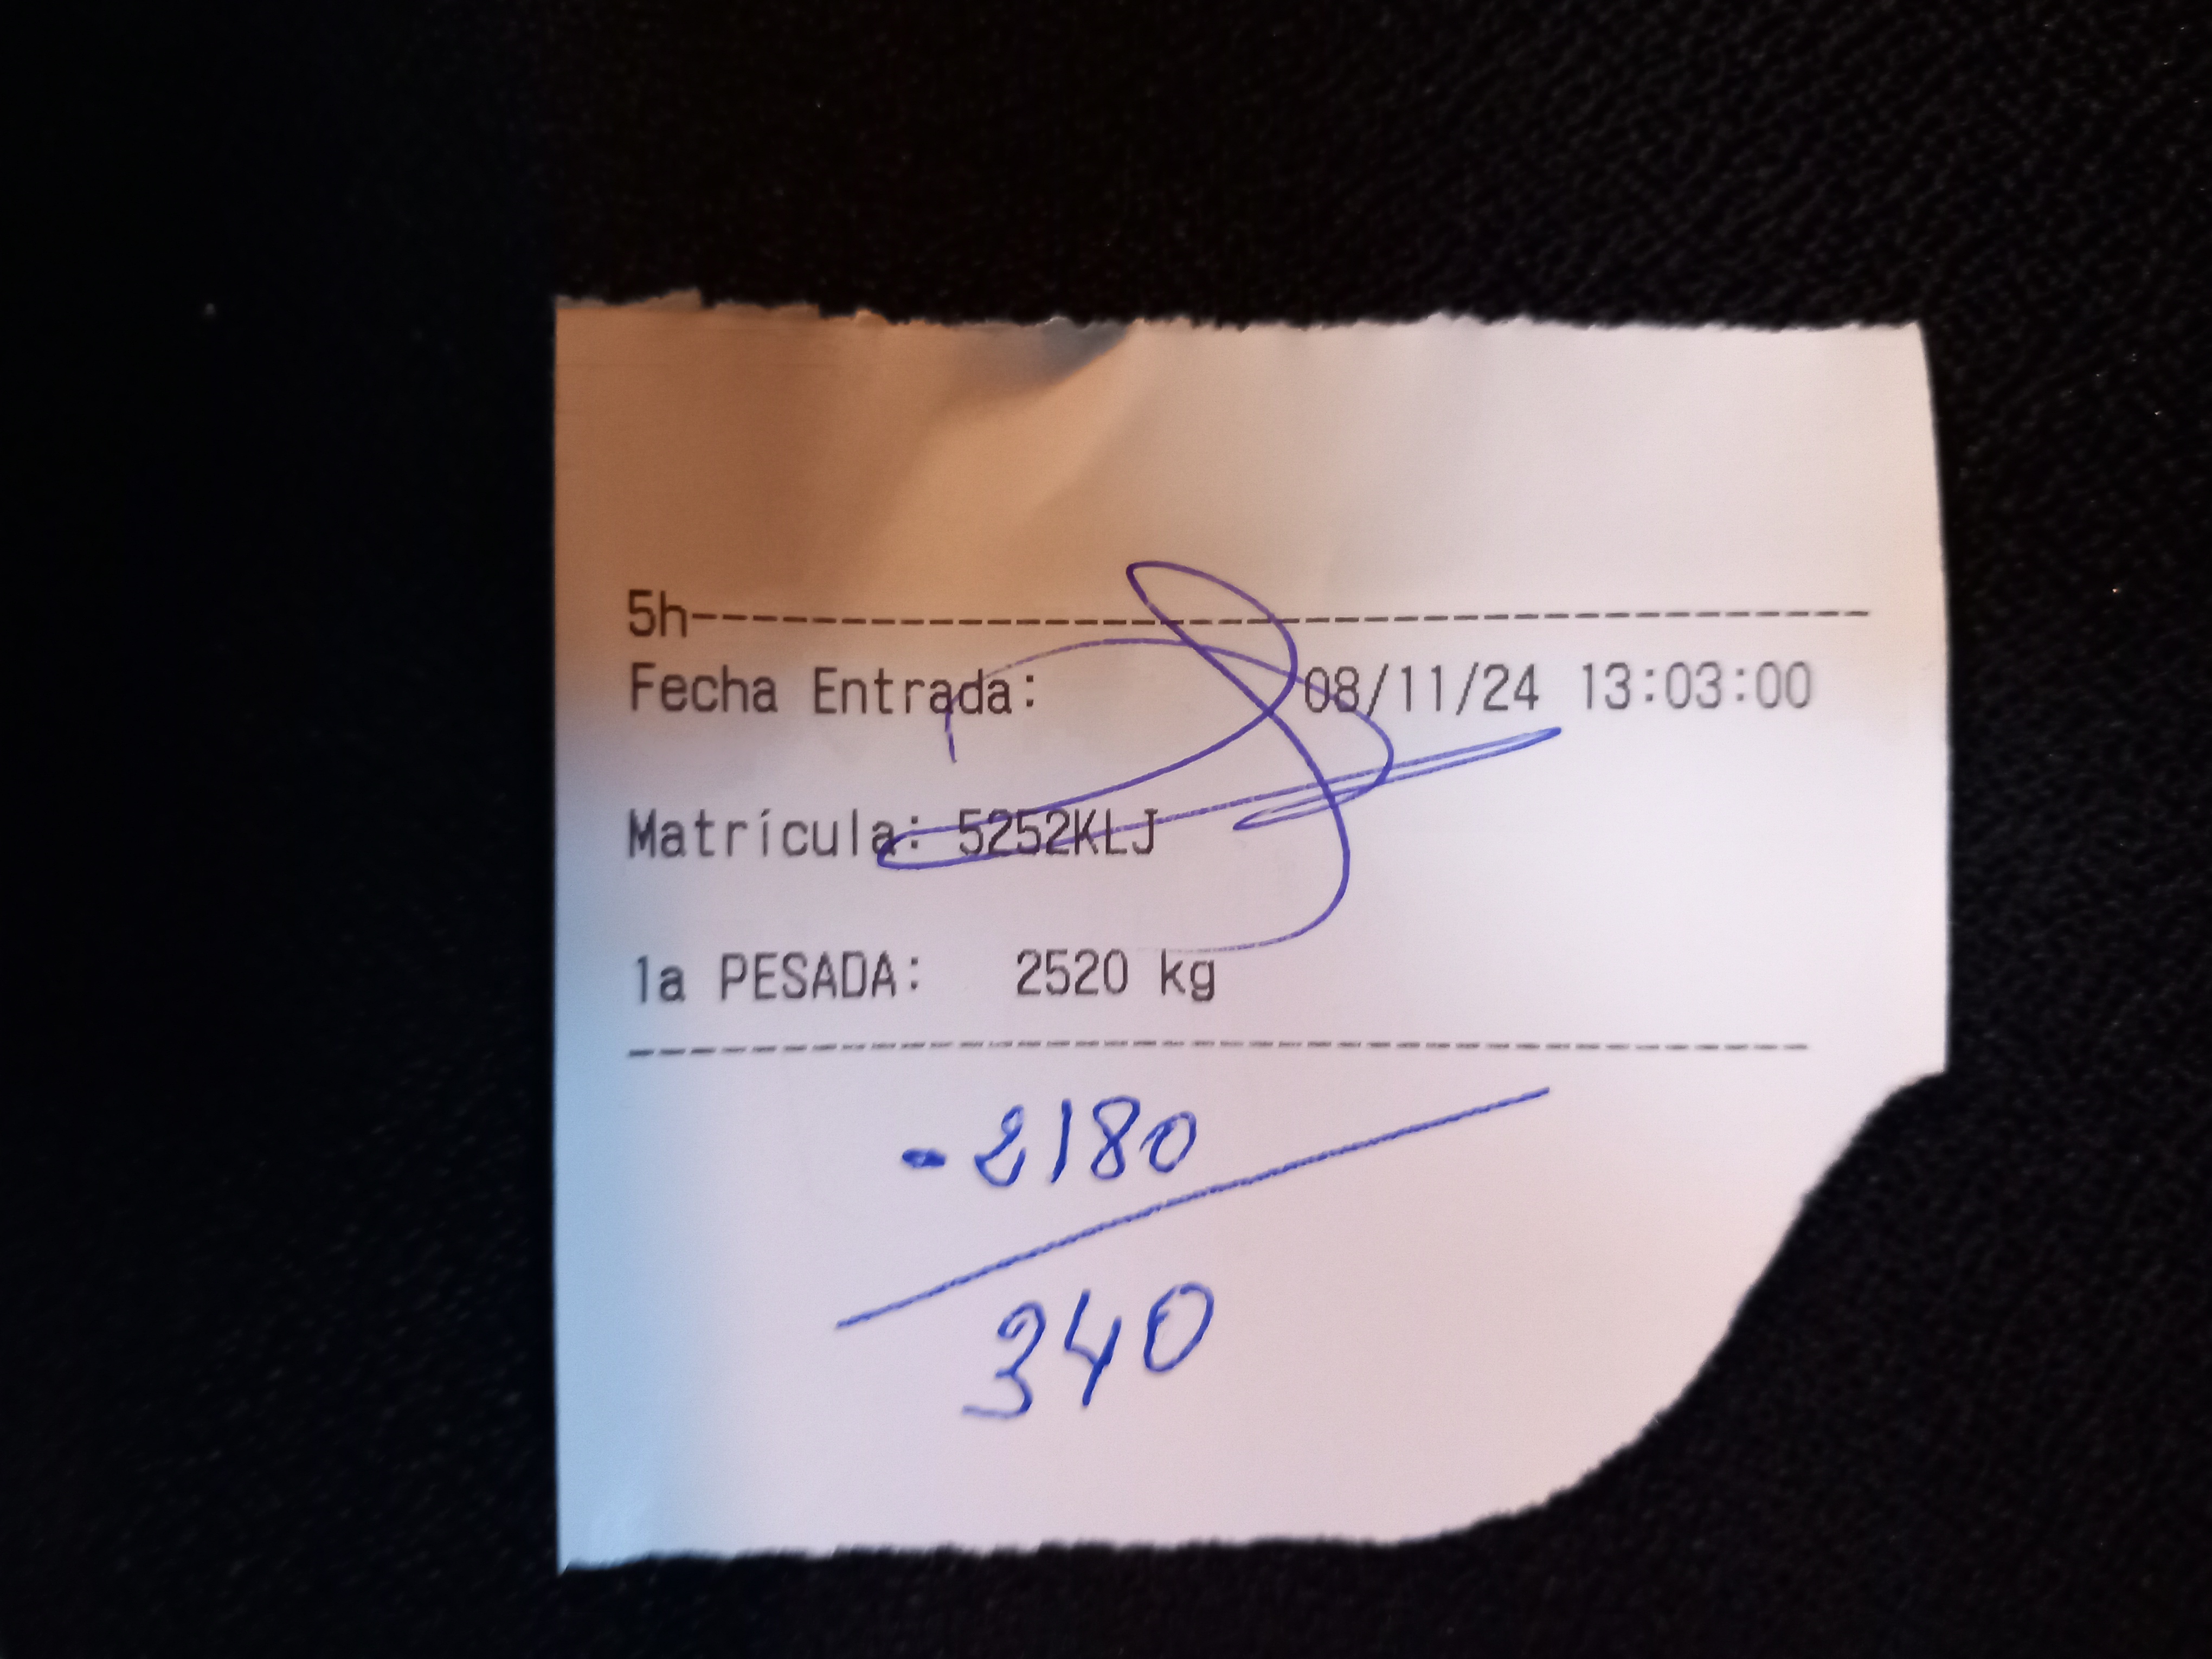 5h---------------------------------------
Fecha Entrada: 08/11/24 13:03:00
Matrícula: 5252KLJ
1a PESADA: 2520 kg
---------------------------------------
- 2180
340